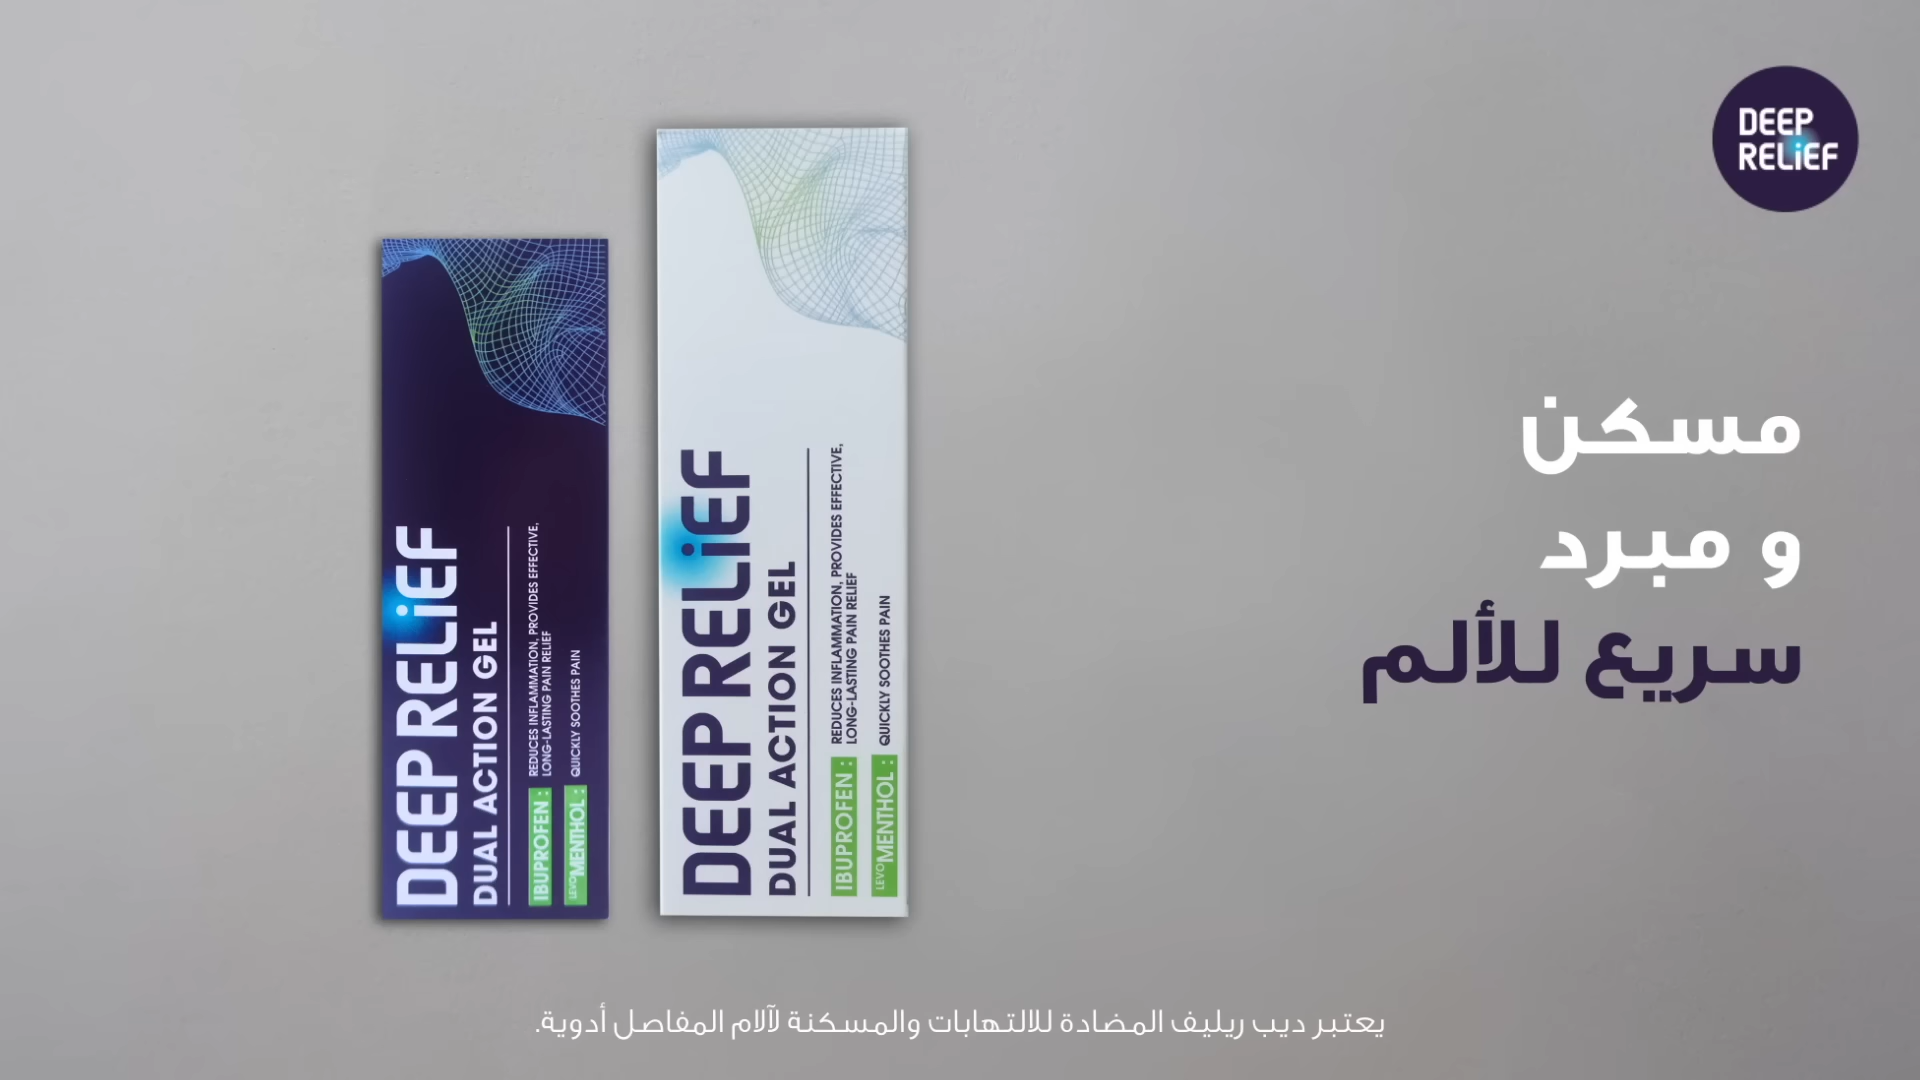 DEEP
RELiEF
مسكن
و مبرد
سريع للألم
DEEP RELiEF
DUAL ACTION GEL
IBUPROFEN :
REDUCES INFLAMMATION, PROVIDES EFFECTIVE,
LONG-LASTING PAIN RELIEF
LEVOMENTHOL :
QUICKLY SOOTHES PAIN
DEEP RELiEF
DUAL ACTION GEL
IBUPROFEN :
REDUCES INFLAMMATION, PROVIDES EFFECTIVE,
LONG-LASTING PAIN RELIEF
LEVOMENTHOL :
QUICKLY SOOTHES PAIN
يعتبر ديب ريليف المضادة للالتهابات والمسكنة لآلام المفاصل أدوية.